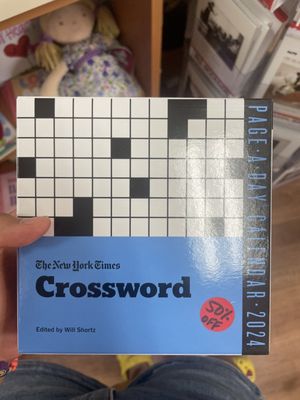 The New York Times
Crossword
Edited by Will Shortz
50%
OFF
PAGE·A·DAY CALENDAR·2024